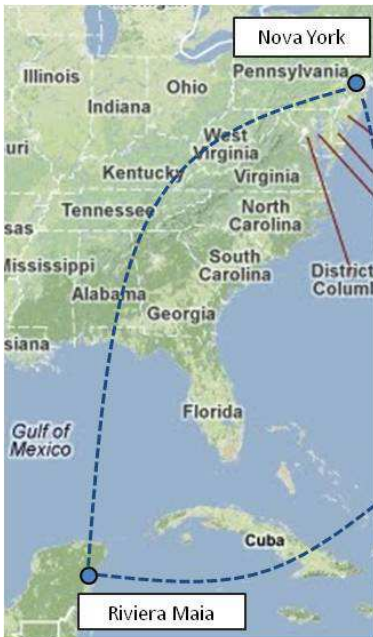 Nova York
Illinois
Ohio
Pennsylvania
Indiana
West
Virginia
uri
Kentucky
Virginia
Tennessee
North
Carolina
sas
Mississippi
South
Carolina
District
Columb
Alabama
Georgia
siana
Florida
Gulf of
Mexico
Cuba
Riviera Maia